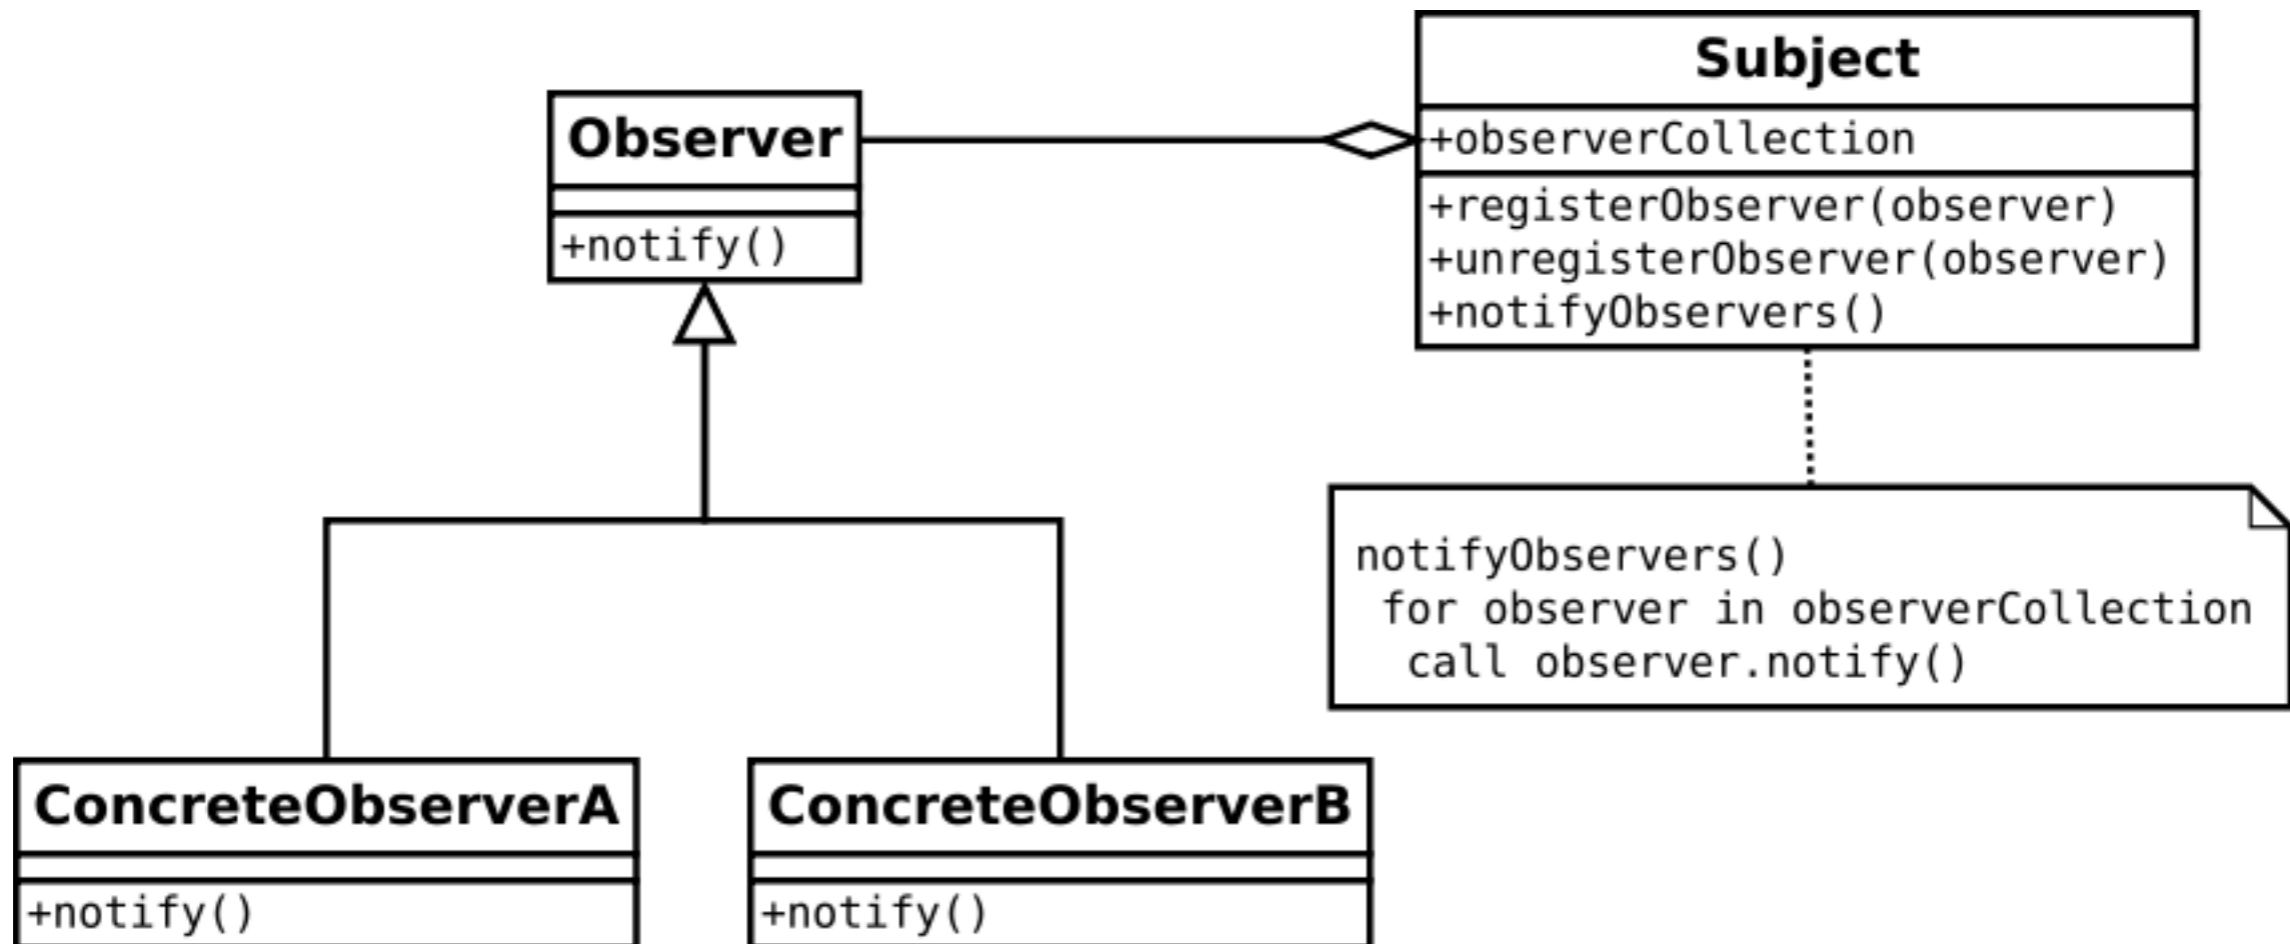 Observer
+notify()
Subject
+observerCollection
+registerObserver(observer)
+unregisterObserver(observer)
+notifyObservers()
notifyObservers()
for observer in observerCollection
call observer.notify()
ConcreteObserverA
+notify()
ConcreteObserverB
+notify()